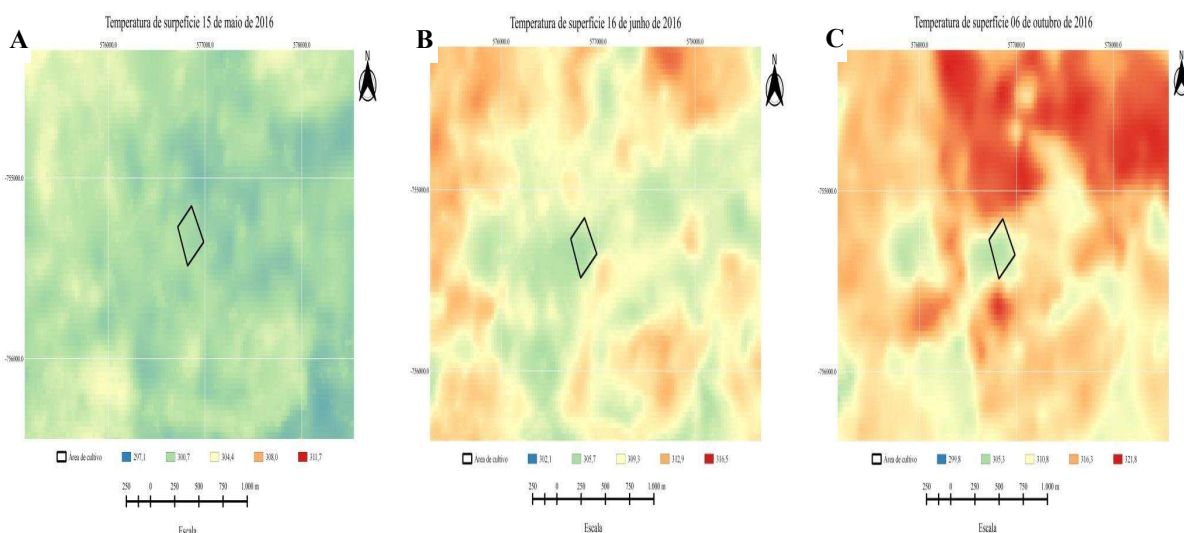 A
Temperatura de surpefície 15 de maio de 2016
576000.0 577000.0 578000.0
N
-755000.0
-756000.0
Área de cultivo 297,1 300,7 304,4 308,0 311,7
250 0 250 500 750 1.000 m
Escala
B
Temperatura de superfície 16 de junho de 2016
576000.0 577000.0 578000.0
N
-755000.0
-756000.0
Área de cultivo 302,1 305,7 309,3 312,9 316,5
250 0 250 500 750 1.000 m
Escala
C
Temperatura de superfície 06 de outubro de 2016
576000.0 577000.0 578000.0
N
-755000.0
-756000.0
Área de cultivo 299,8 305,3 310,8 316,3 321,8
250 0 250 500 750 1.000 m
Escala